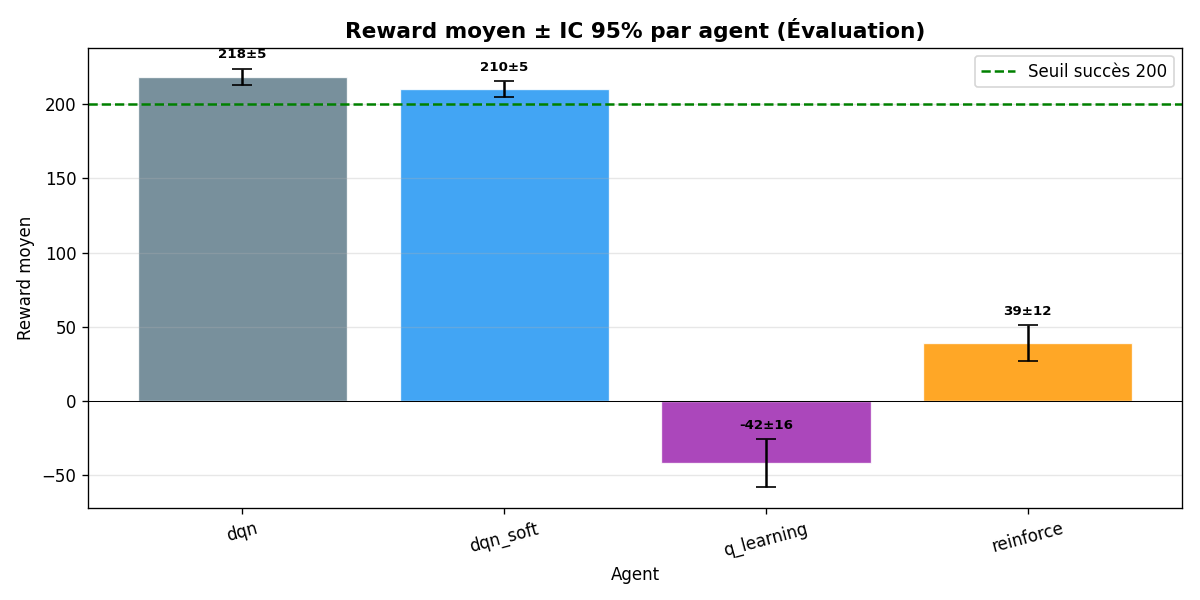 Reward moyen ± IC 95% par agent (Évaluation)
218±5
210±5
-42±16
39±12
Seuil succès 200
Reward moyen
200
150
100
50
0
−50
dqn
dqn_soft
q_learning
reinforce
Agent